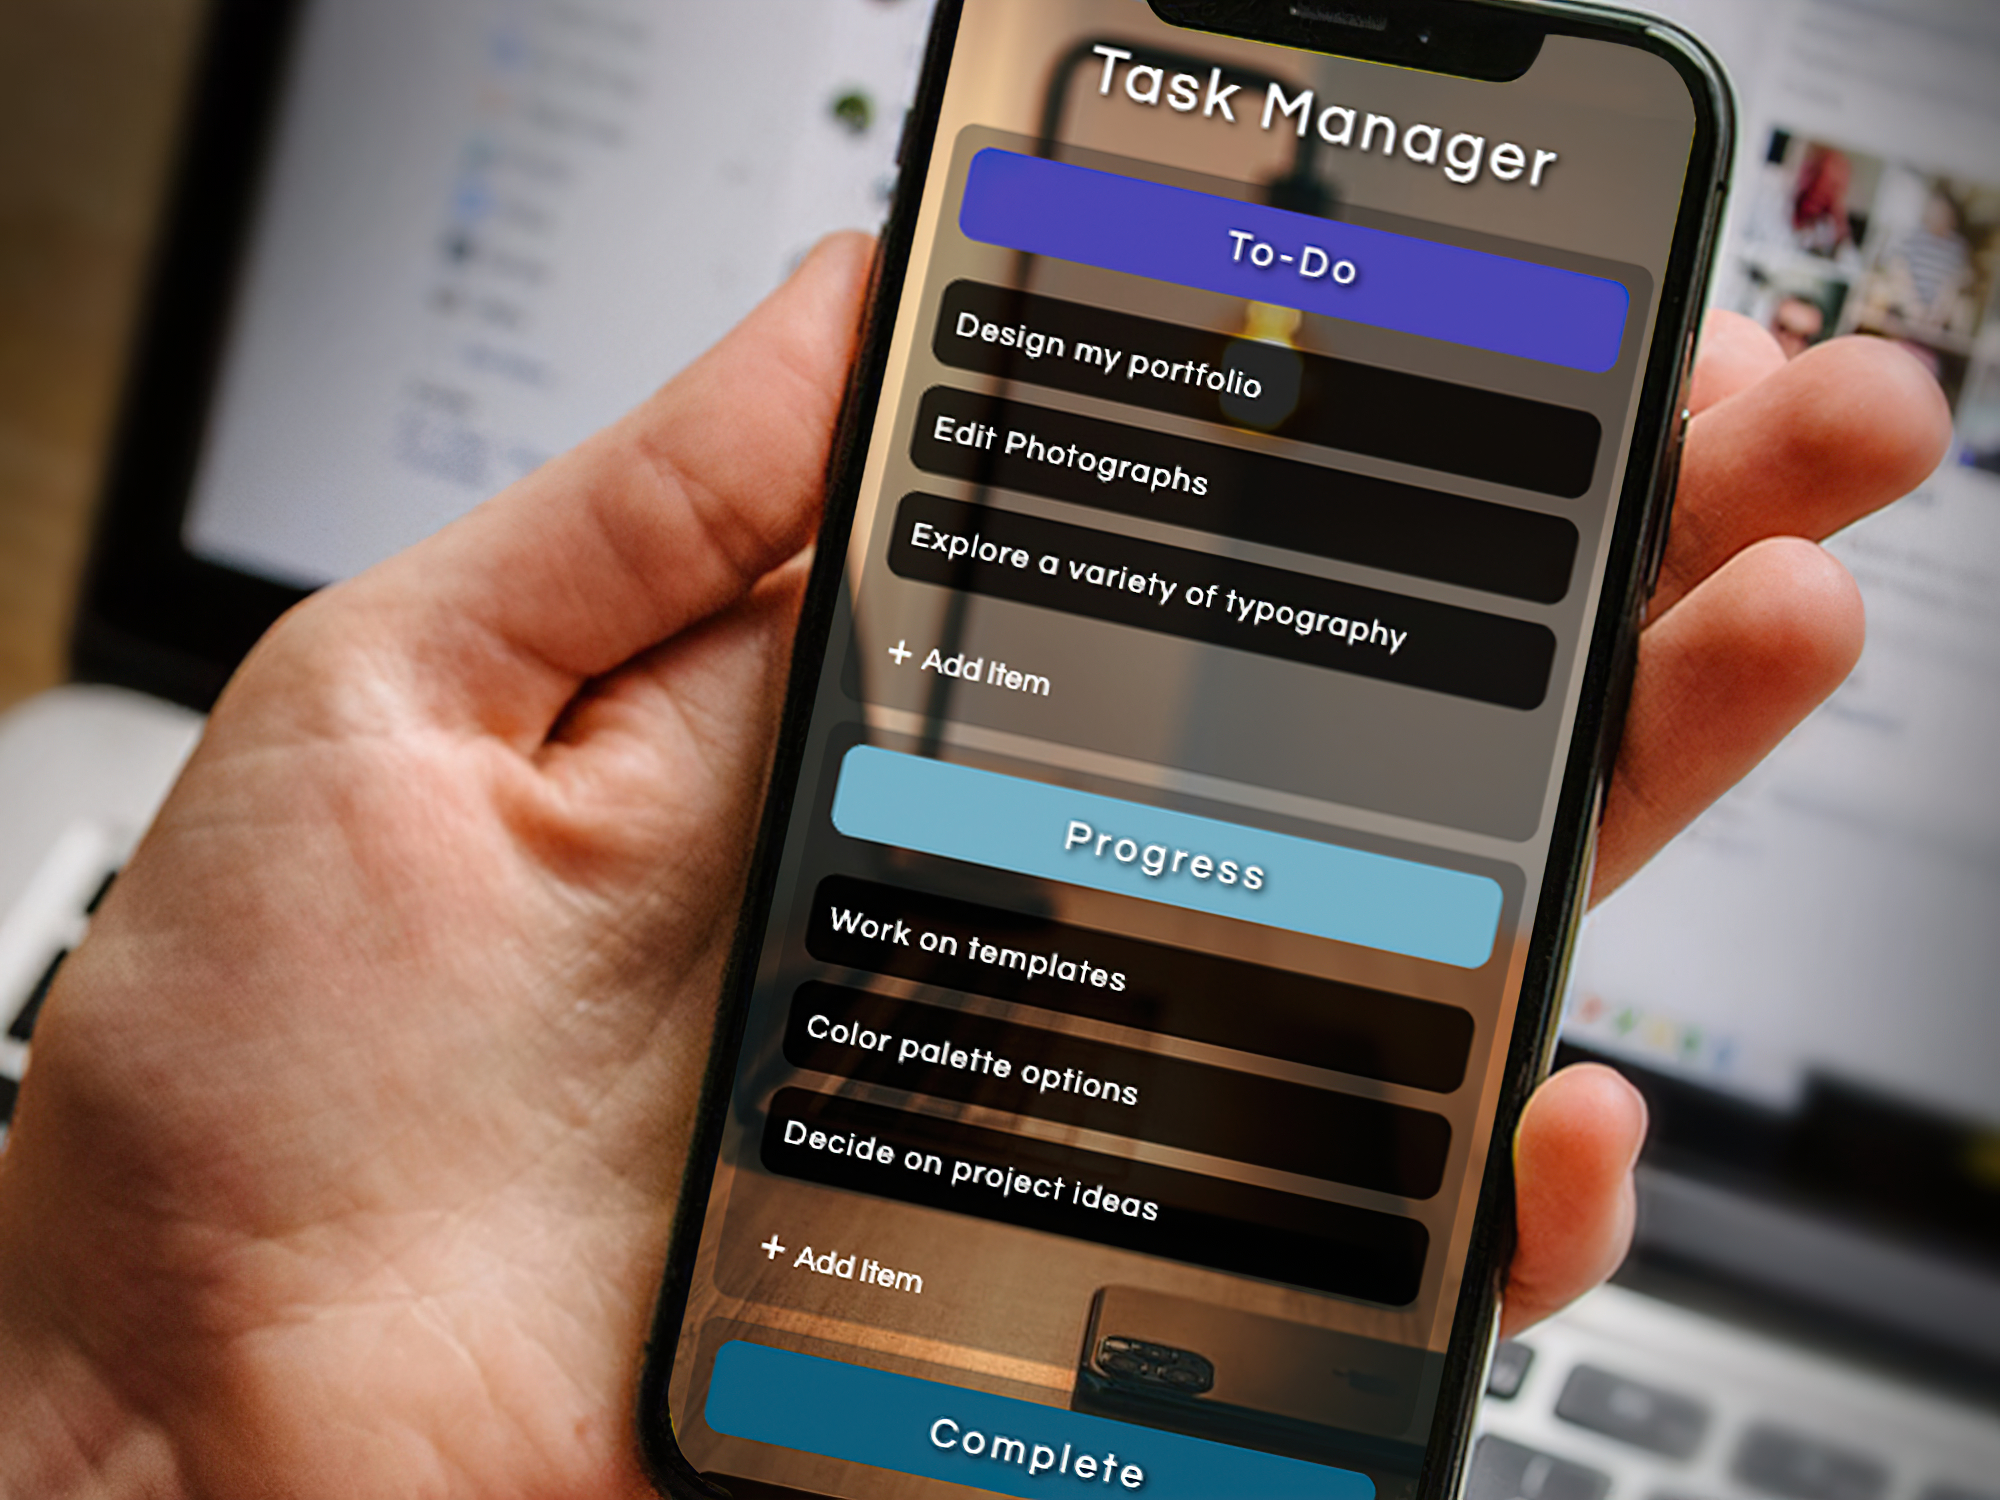 Task Manager
To-Do
Design my portfolio
Edit Photographs
Explore a variety of typography
+ Add Item
Progress
Work on templates
Color palette options
Decide on project ideas
+ Add Item
Complete